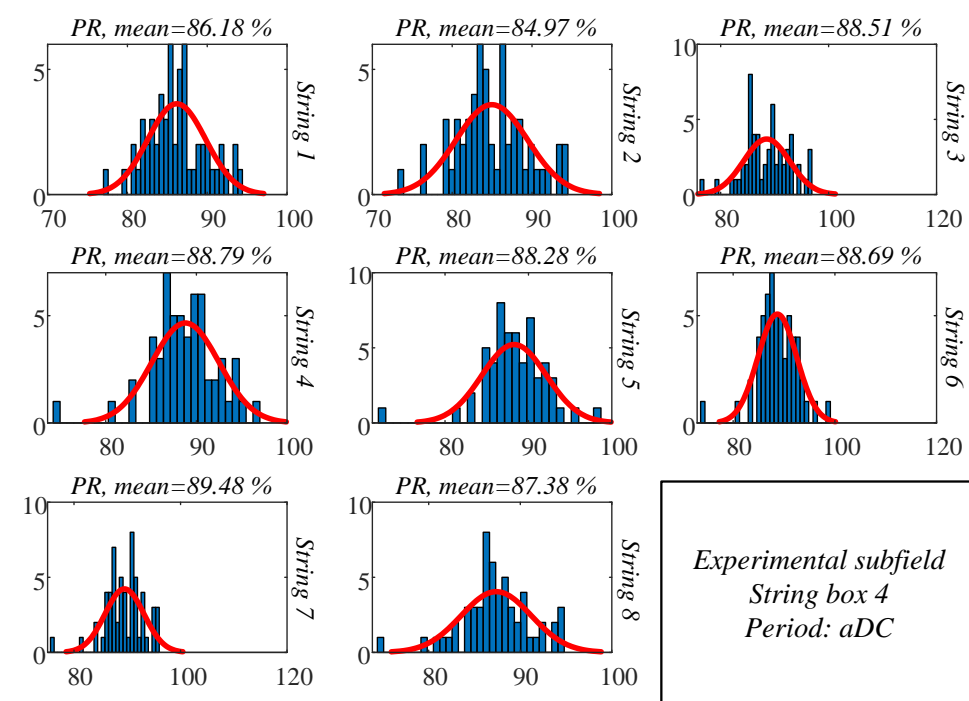 PR, mean=86.18 %
5
0
70 80 90 100
String 1
PR, mean=84.97 %
5
0
70 80 90 100
String 2
PR, mean=88.51 %
10
5
0
80 100 120
String 3
PR, mean=88.79 %
5
0
80 90 100
String 4
PR, mean=88.28 %
10
5
0
80 90 100
String 5
PR, mean=88.69 %
5
0
80 100 120
String 6
PR, mean=89.48 %
10
5
0
80 100 120
String 7
PR, mean=87.38 %
10
5
0
80 90 100
String 8
Experimental subfield
String box 4
Period: aDC